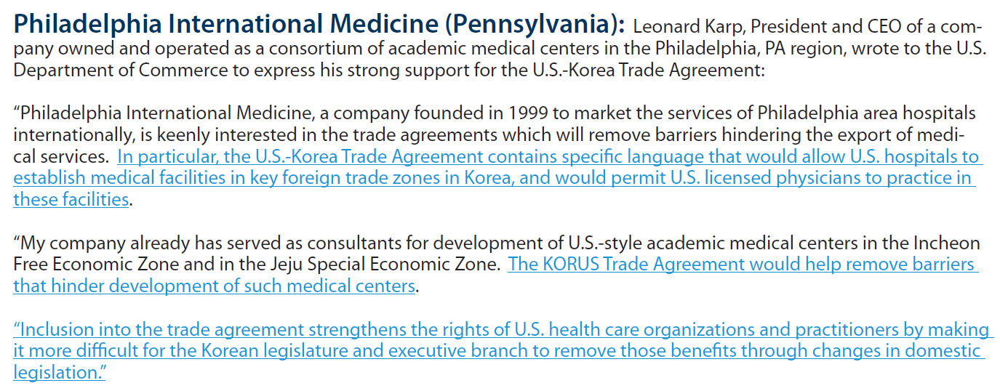 Philadelphia International Medicine (Pennsylvania): Leonard Karp, President and CEO of a com-
pany owned and operated as a consortium of academic medical centers in the Philadelphia, PA region, wrote to the U.S.
Department of Commerce to express his strong support for the U.S.-Korea Trade Agreement:
“Philadelphia International Medicine, a company founded in 1999 to market the services of Philadelphia area hospitals
internationally, is keenly interested in the trade agreements which will remove barriers hindering the export of medi-
cal services. In particular, the U.S.-Korea Trade Agreement contains specific language that would allow U.S. hospitals to
establish medical facilities in key foreign trade zones in Korea, and would permit U.S. licensed physicians to practice in
these facilities.
“My company already has served as consultants for development of U.S.-style academic medical centers in the Incheon
Free Economic Zone and in the Jeju Special Economic Zone. The KORUS Trade Agreement would help remove barriers
that hinder development of such medical centers.
“Inclusion into the trade agreement strengthens the rights of U.S. health care organizations and practitioners by making
it more difficult for the Korean legislature and executive branch to remove those benefits through changes in domestic
legislation.”